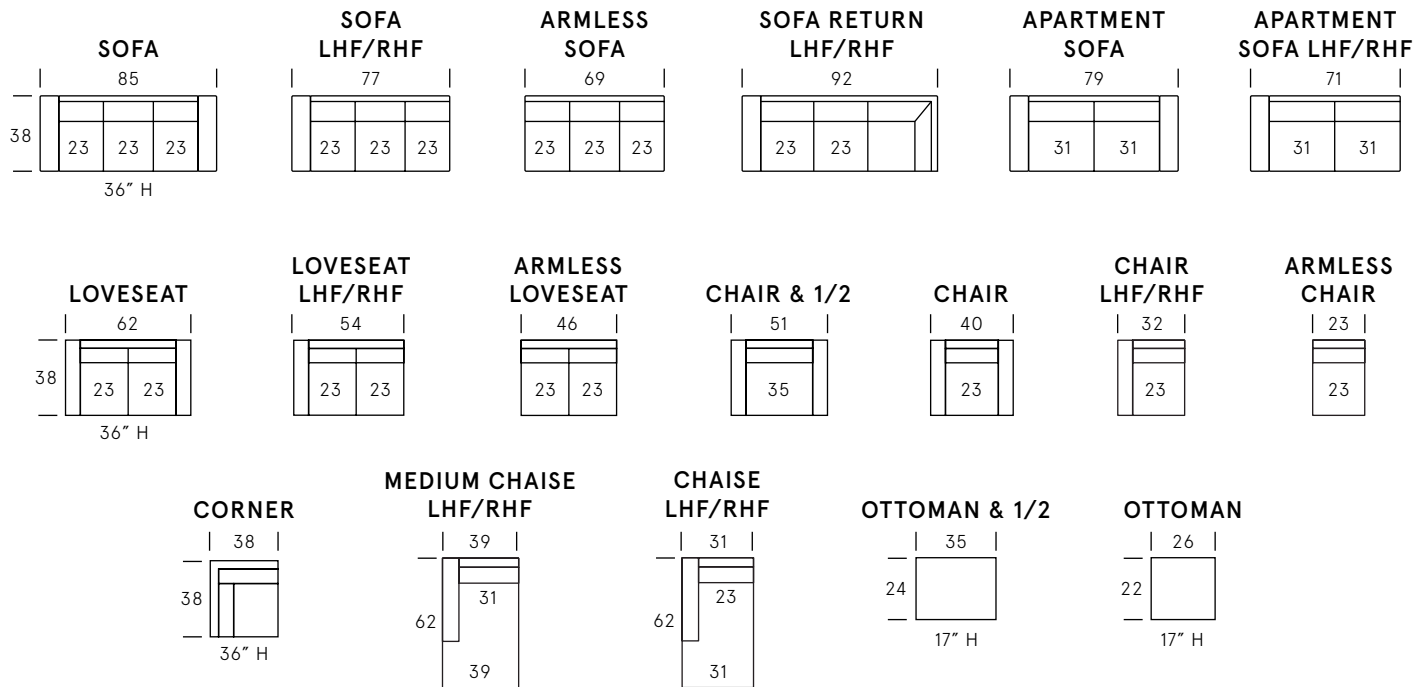 SOFA
85
38
23 23 23
36″ H
SOFA
LHF/RHF
77
23 23 23
ARMLESS
SOFA
69
23 23 23
SOFA RETURN
LHF/RHF
92
23 23
APARTMENT
SOFA
79
31 31
APARTMENT
SOFA LHF/RHF
71
31 31
LOVESEAT
62
38
23 23
36″ H
LOVESEAT
LHF/RHF
54
23 23
ARMLESS
LOVESEAT
46
23 23
CHAIR & 1/2
51
35
CHAIR
40
23
CHAIR
LHF/RHF
32
23
ARMLESS
CHAIR
23
23
CORNER
38
38
36″ H
MEDIUM CHAISE
LHF/RHF
39
31
62
39
CHAISE
LHF/RHF
31
23
62
31
OTTOMAN & 1/2
35
24
17″ H
OTTOMAN
26
22
17″ H